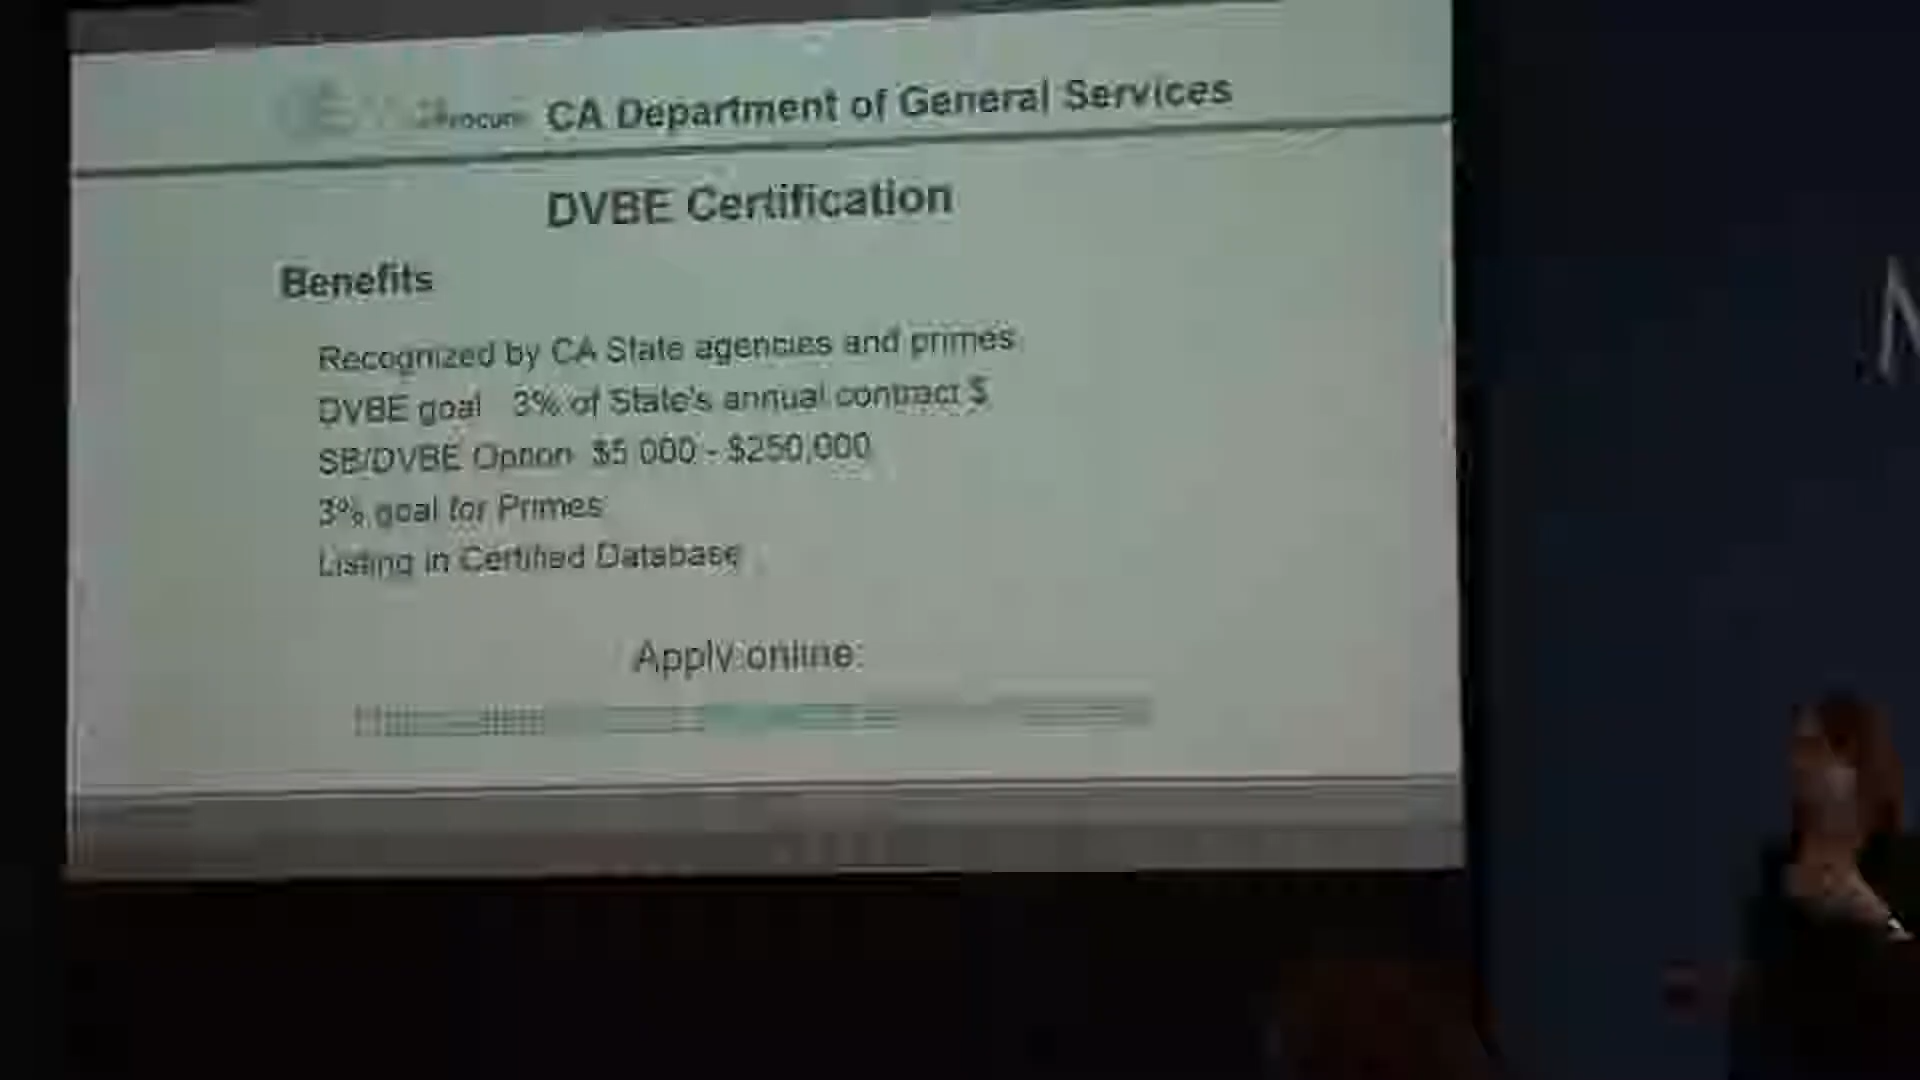 CA Department of General Services
DVBE Certification
Benefits
Recognized by CA State agencies and primes
DVBE goal 3% of State's annual contract $
SB/DVBE Option $5 000 - $250,000
3% goal for Primes
Listing in Certified Database
Apply online: